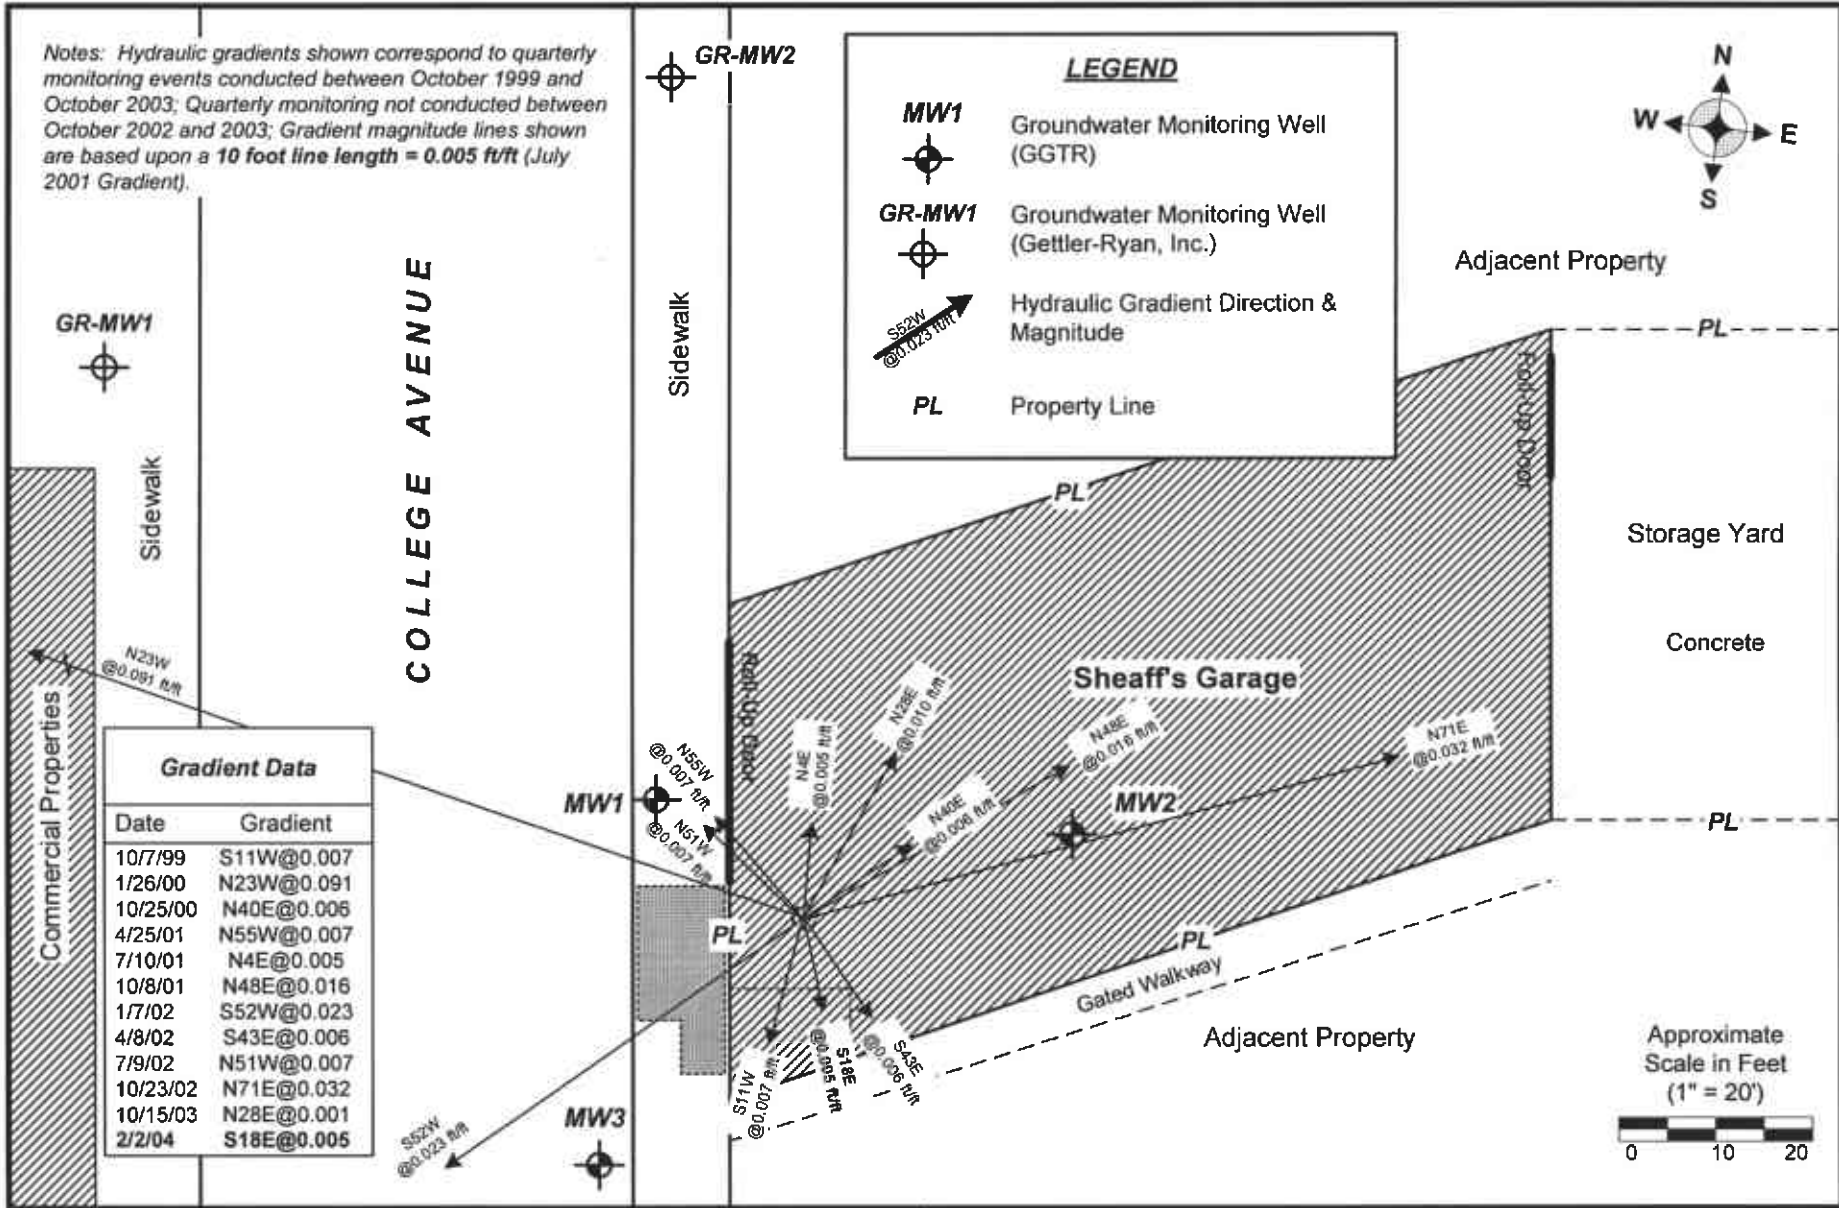 Notes: Hydraulic gradients shown correspond to quarterly
monitoring events conducted between October 1999 and
October 2003; Quarterly monitoring not conducted between
October 2002 and 2003; Gradient magnitude lines shown
are based upon a 10 foot line length = 0.005 ft/ft (July
2001 Gradient).
GR-MW2
LEGEND
MW1
Groundwater Monitoring Well
(GGTR)
GR-MW1
Groundwater Monitoring Well
(Gettler-Ryan, Inc.)
S52W
@0.023 ft/ft
Hydraulic Gradient Direction &
Magnitude
PL
Property Line
N
W
E
S
Adjacent Property
PL
GR-MW1
Sidewalk
COLLEGE AVENUE
Sidewalk
Roll-Up Door
PL
Storage Yard
Concrete
Commercial Properties
N23W
@0.091 ft/ft
Gradient Data
Date Gradient
10/7/99 S11W@0.007
1/26/00 N23W@0.091
10/25/00 N40E@0.006
4/25/01 N55W@0.007
7/10/01 N4E@0.005
10/8/01 N48E@0.016
1/7/02 S52W@0.023
4/8/02 S43E@0.006
7/9/02 N51W@0.007
10/23/02 N71E@0.032
10/15/03 N28E@0.001
2/2/04 S18E@0.005
MW1
N55W
@0.007 ft/ft
N51W
@0.007 ft/ft
Roll-Up Door
N4E
@0.005 ft/ft
N28E
@0.010 ft/ft
Sheaff's Garage
N48E
@0.016 ft/ft
N40E
@0.006 ft/ft
MW2
N71E
@0.032 ft/ft
PL
PL
PL
Gated Walkway
Adjacent Property
S11W
@0.007 ft/ft
S18E
@0.005 ft/ft
S43E
@0.006 ft/ft
S52W
@0.023 ft/ft
MW3
Approximate
Scale in Feet
(1" = 20')
0 10 20